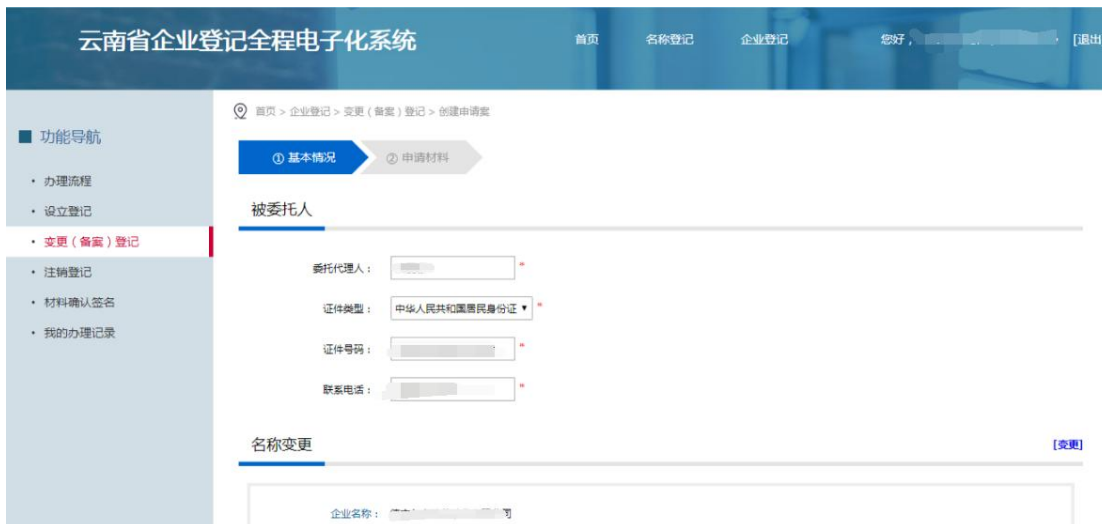 云南省企业登记全程电子化系统
首页 名称登记 企业登记 您好， [退出
首页 > 企业登记 > 变更（备案）登记 > 创建申请案
功能导航
① 基本情况 ② 申请材料
• 办理流程
• 设立登记
被委托人
• 变更（备案）登记
• 注销登记
委托代理人： *
• 材料确认签名
证件类型： 中华人民共和国居民身份证 *
• 我的办理记录
证件号码： *
联系电话： *
名称变更 [变更]
企业名称： 司